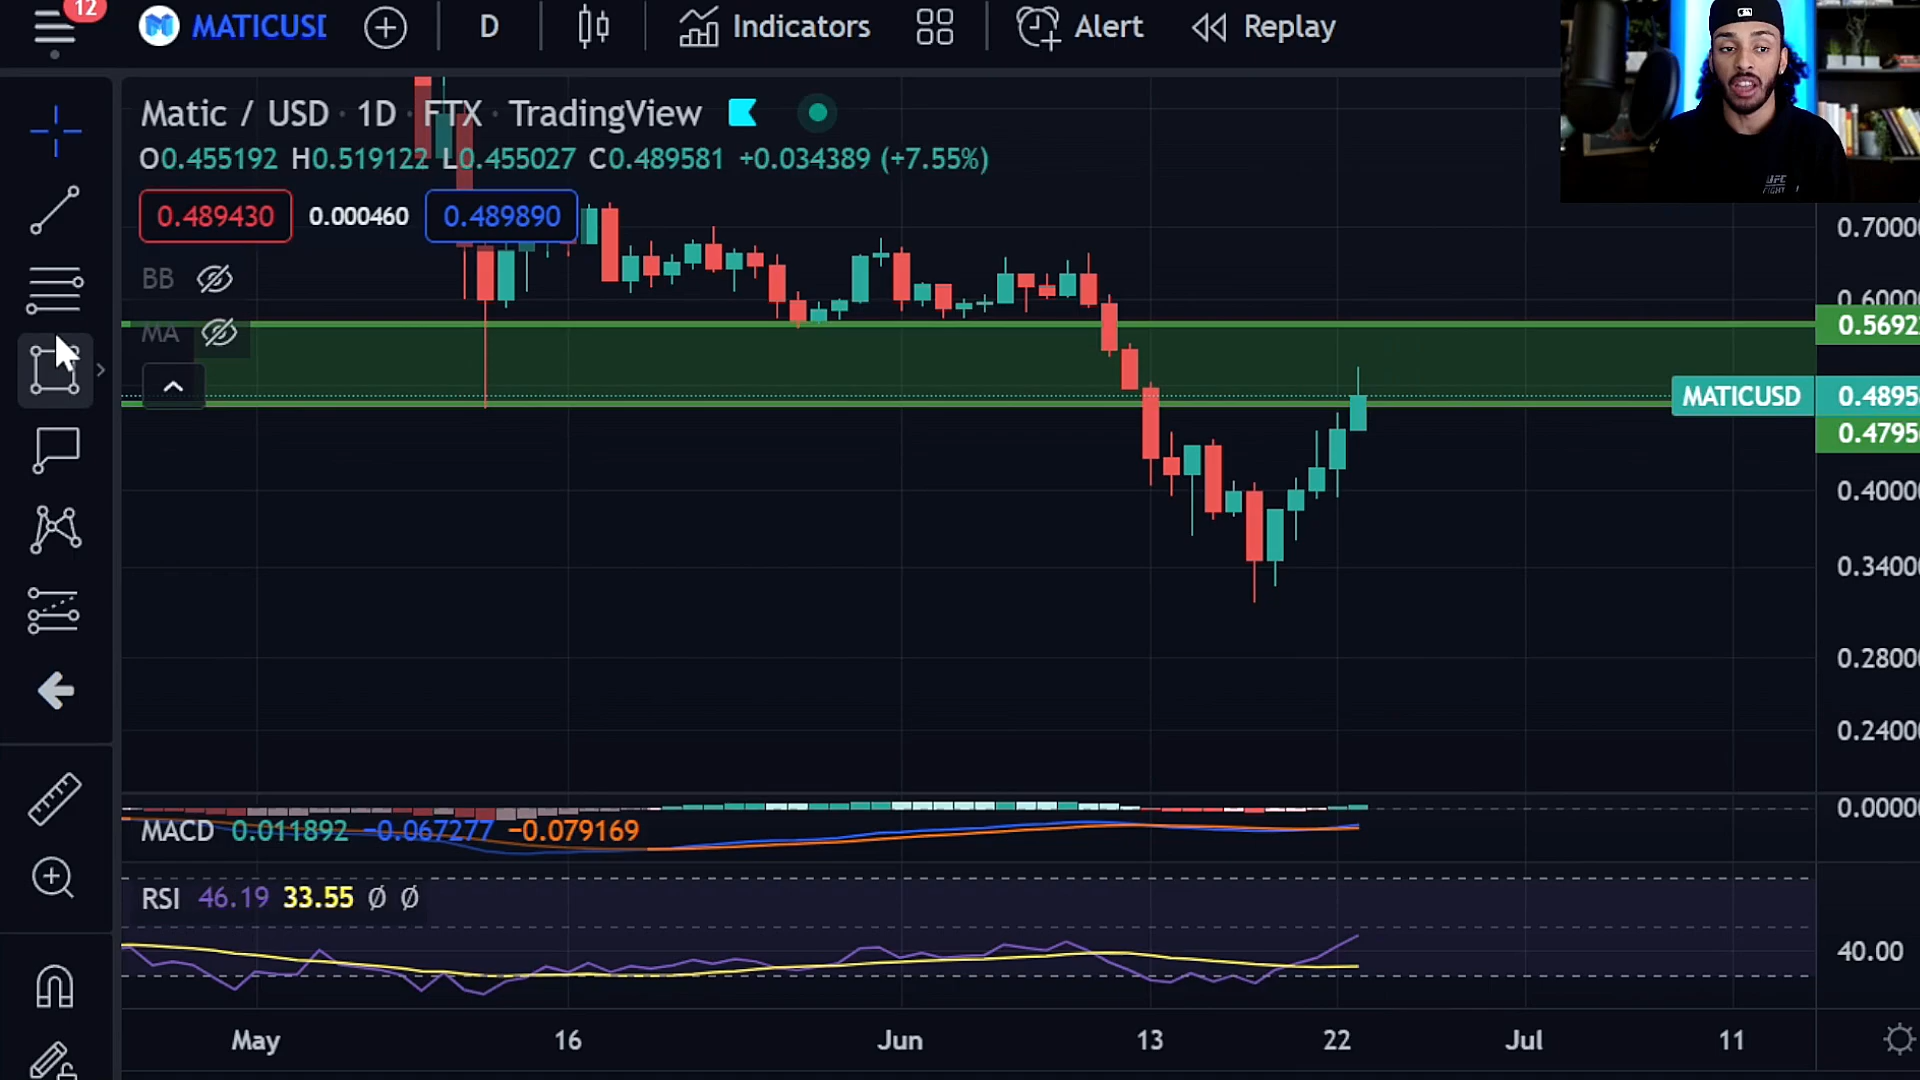 12
MATICUSD
D
Indicators
Alert
Replay
Matic / USD · 1D · FTX · TradingView
O0.455192 H0.519122 L0.455027 C0.489581 +0.034389 (+7.55%)
0.489430 0.000460 0.489890
BB
MA
0.7000
0.6000
0.5692
MATICUSD 0.4895
0.4795
0.4000
0.3400
0.2800
0.2400
MACD 0.011892 −0.067277 −0.079169
0.0000
RSI 46.19 33.55 Ø Ø
40.00
May 16 Jun 13 22 Jul 11
UFC